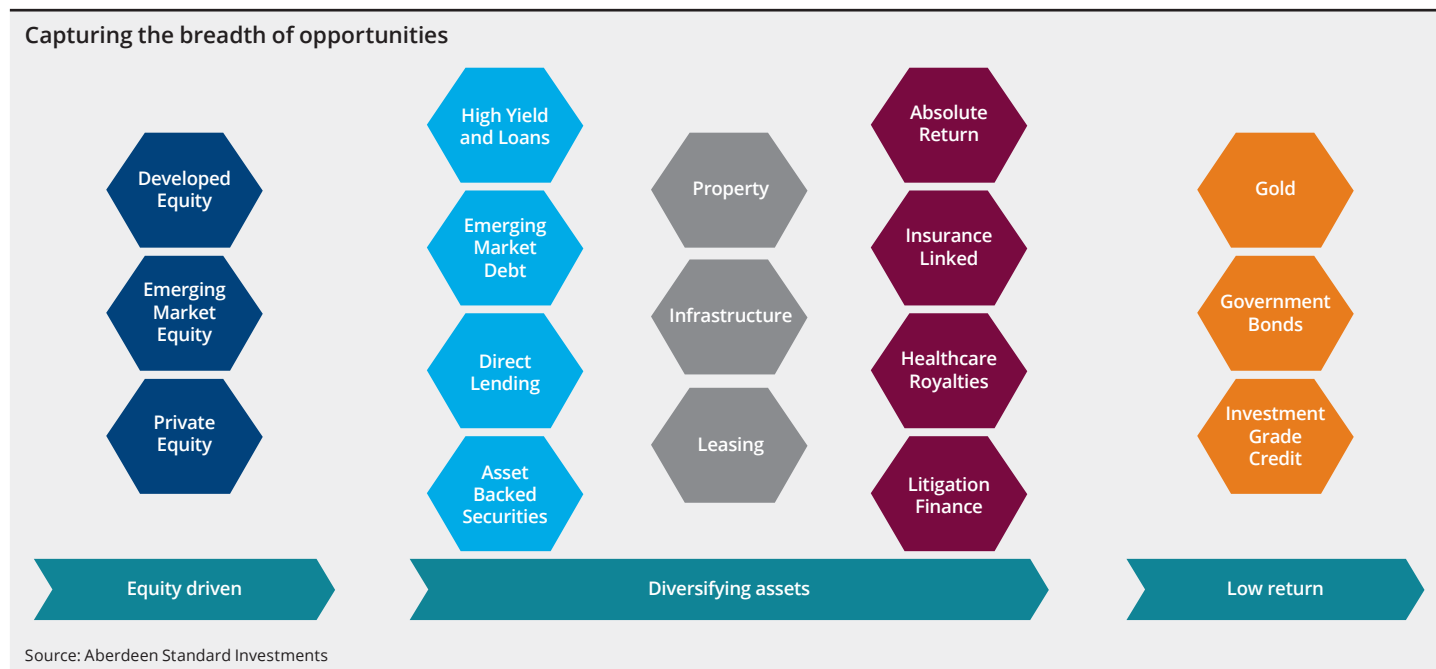 Capturing the breadth of opportunities
Developed
Equity
Emerging
Market
Equity
Private
Equity
High Yield
and Loans
Emerging
Market
Debt
Direct
Lending
Asset
Backed
Securities
Property
Infrastructure
Leasing
Absolute
Return
Insurance
Linked
Healthcare
Royalties
Litigation
Finance
Gold
Government
Bonds
Investment
Grade
Credit
Equity driven
Diversifying assets
Low return
Source: Aberdeen Standard Investments